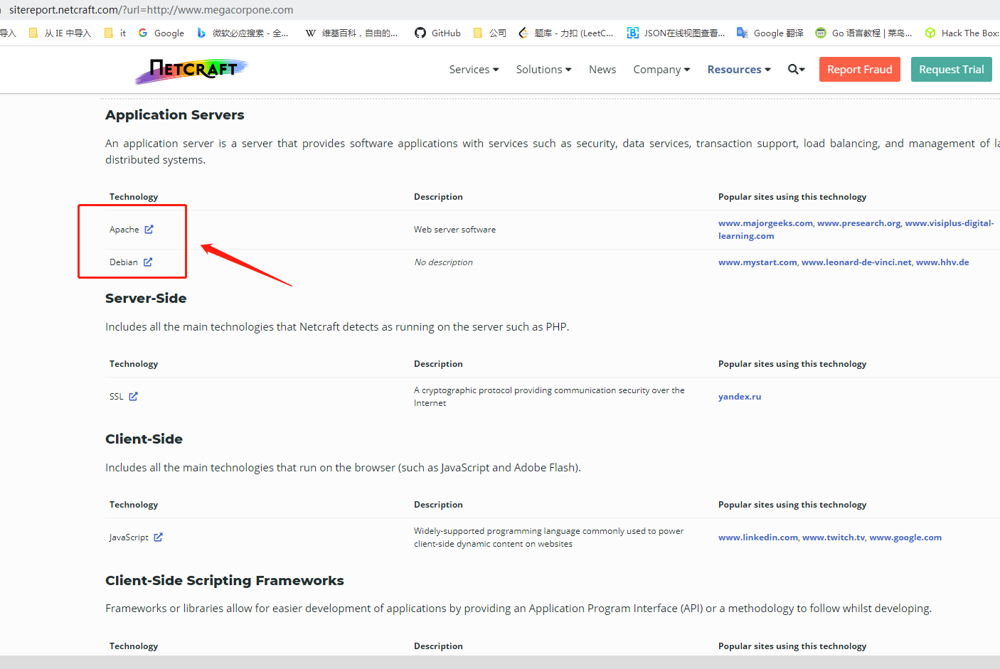 sitereport.netcraft.com/?url=http://www.megacorpone.com
导入 从 IE 中导入 it Google 微软必应搜索 - 全... 维基百科，自由的... GitHub 公司 题库 - 力扣 (LeetC... JSON在线视图查看... Google 翻译 Go 语言教程 | 菜鸟... Hack The Box:
NETCRAFT Services Solutions News Company Resources Report Fraud Request Trial
Application Servers
An application server is a server that provides software applications with services such as security, data services, transaction support, load balancing, and management of la
distributed systems.
Technology Description Popular sites using this technology
Apache Web server software www.majorgeeks.com, www.presearch.org, www.visiplus-digital-
learning.com
Debian No description www.mystart.com, www.leonard-de-vinci.net, www.hhv.de
Server-Side
Includes all the main technologies that Netcraft detects as running on the server such as PHP.
Technology Description Popular sites using this technology
SSL A cryptographic protocol providing communication security over the
Internet yandex.ru
Client-Side
Includes all the main technologies that run on the browser (such as JavaScript and Adobe Flash).
Technology Description Popular sites using this technology
JavaScript Widely-supported programming language commonly used to power
client-side dynamic content on websites www.linkedin.com, www.twitch.tv, www.google.com
Client-Side Scripting Frameworks
Frameworks or libraries allow for easier development of applications by providing an Application Program Interface (API) or a methodology to follow whilst developing.
Technology Description Popular sites using this technology